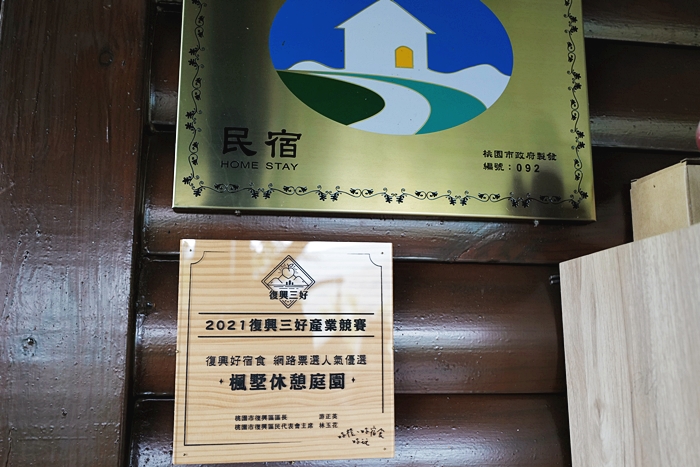 民宿
HOME STAY
桃園市政府製發
編號：092
復興三好
2021復興三好產業競賽
復興好宿食 網路票選人氣優選
楓墅休憩庭園
桃園市復興區區長 游正英
桃園市復興區民代表會主席 林玉花